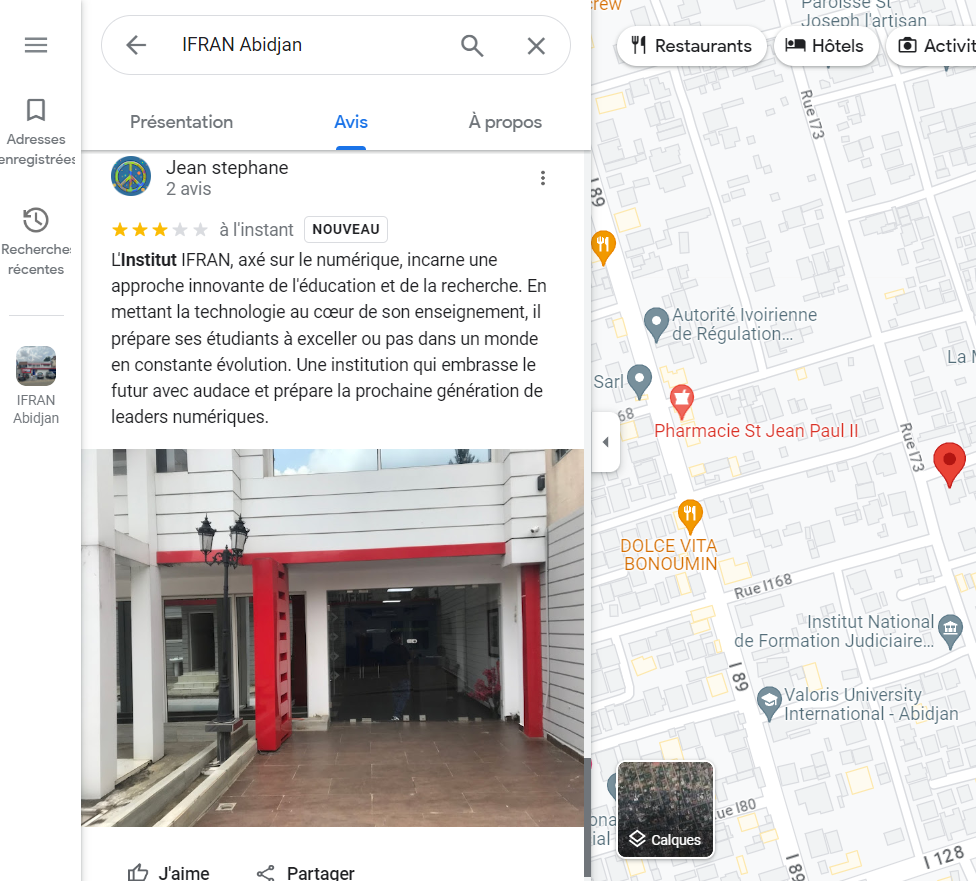 Adresses
enregistrées
Recherches
récentes
IFRAN
Abidjan
IFRAN Abidjan
Présentation
Avis
À propos
Jean stephane
2 avis
à l'instant NOUVEAU
L'Institut IFRAN, axé sur le numérique, incarne une
approche innovante de l'éducation et de la recherche. En
mettant la technologie au cœur de son enseignement, il
prépare ses étudiants à exceller ou pas dans un monde
en constante évolution. Une institution qui embrasse le
futur avec audace et prépare la prochaine génération de
leaders numériques.
J'aime
Partager
crew
Paroisse St
Joseph l'artisan
Restaurants
Hôtels
Activit
Rue I173
I 89
Autorité Ivoirienne
de Régulation...
La M
Sarl
68
Pharmacie St Jean Paul II
Rue I73
DOLCE VITA
BONOUMIN
Rue I168
Institut National
de Formation Judiciaire...
I 89
Valoris University
International - Abidjan
ona
ial
ue I80
Calques
I 89
I 128